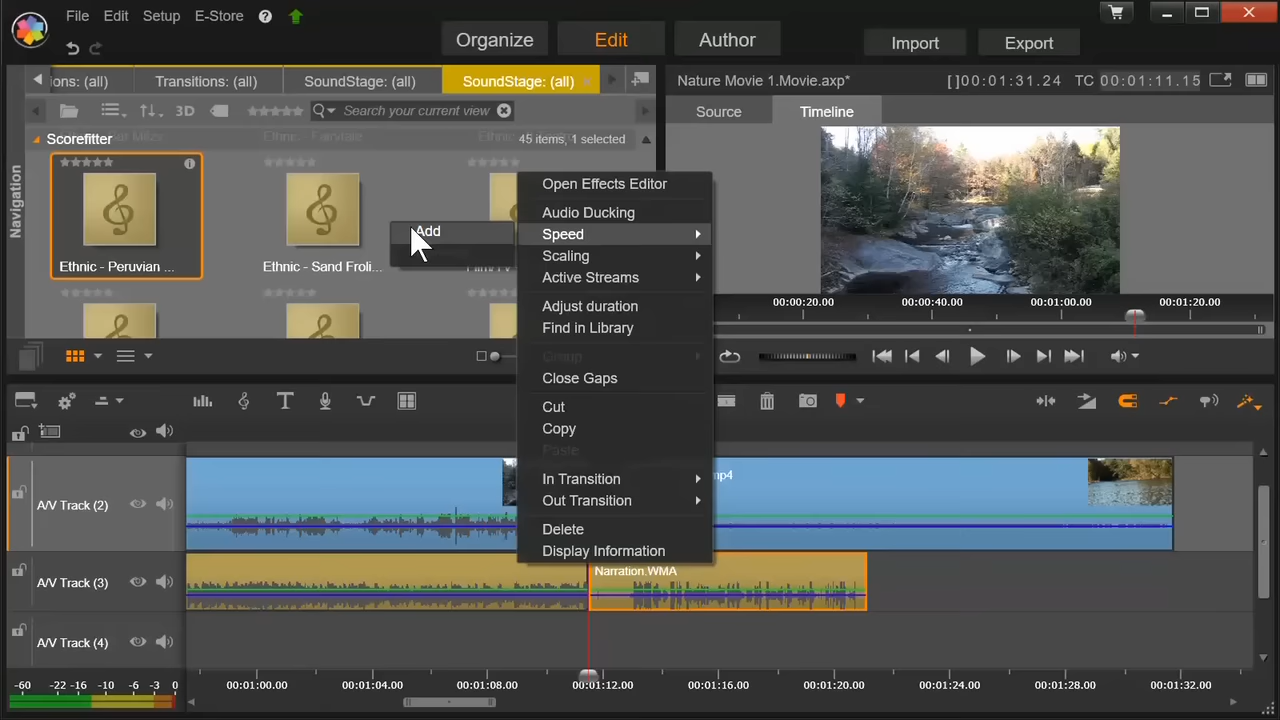 File Edit Setup E-Store ?
Organize Edit Author Import Export
ions: (all) Transitions: (all) SoundStage: (all) SoundStage: (all)
3D Search your current view
Scorefitter 45 items, 1 selected
Navigation
Ethnic - Peruvian ... Ethnic - Sand Froli...
Nature Movie 1.Movie.axp* [ ] 00:01:31.24 TC 00:01:11.15
Source Timeline
00:00:20.00 00:00:40.00 00:01:00.00 00:01:20.00
Add
Open Effects Editor
Audio Ducking
Speed
Scaling
Active Streams
Adjust duration
Find in Library
Group
Close Gaps
Cut
Copy
Paste
In Transition
Out Transition
Delete
Display Information
A/V Track (2)
mp4
A/V Track (3)
Narration.WMA
A/V Track (4)
-60 -22 -16 -10 -6 -3 0
00:01:00.00 00:01:04.00 00:01:08.00 00:01:12.00 00:01:16.00 00:01:20.00 00:01:24.00 00:01:28.00 00:01:32.00